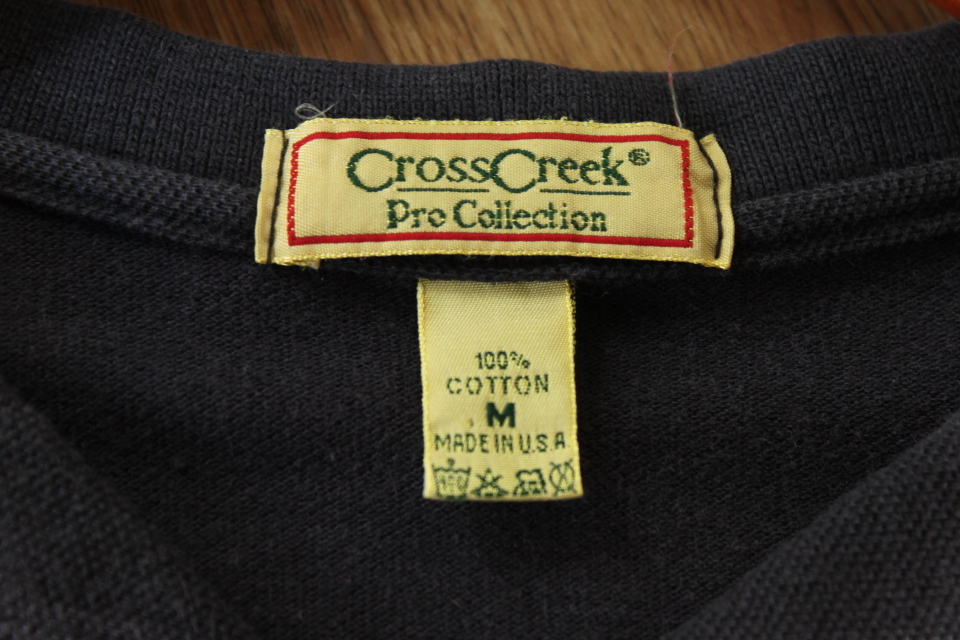 CrossCreek®
Pro Collection
100%
COTTON
M
MADE IN U.S.A.